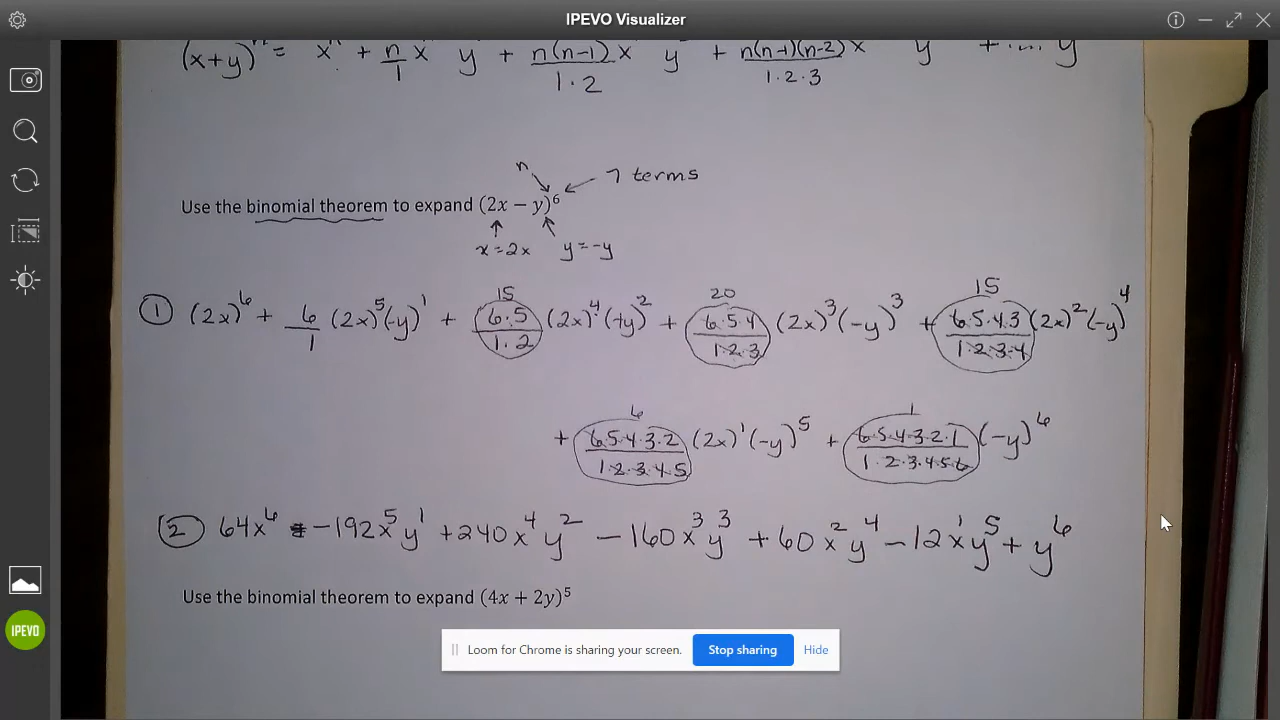 IPEVO Visualizer
(x+y)ⁿ = xⁿ + n/1 x y + n(n-1)/1·2 x y + n(n-1)(n-2)/1·2·3 x y + .... y
n 7 terms
Use the binomial theorem to expand (2x − y)⁶
x=2x y=-y
① (2x)⁶ + 6/1 (2x)⁵(-y)¹ + 15 6·5/1·2 (2x)⁴(-y)² + 20 6·5·4/1·2·3 (2x)³(-y)³ + 15 6·5·4·3/1·2·3·4 (2x)²(-y)⁴
+ 6 6·5·4·3·2/1·2·3·4·5 (2x)¹(-y)⁵ + 1 6·5·4·3·2·1/1·2·3·4·5·6 (-y)⁶
② 64x⁶ -192x⁵y¹ +240x⁴y² -160x³y³ +60x²y⁴ -12x¹y⁵ + y⁶
Use the binomial theorem to expand (4x + 2y)⁵
IPEVO
Loom for Chrome is sharing your screen. Stop sharing Hide